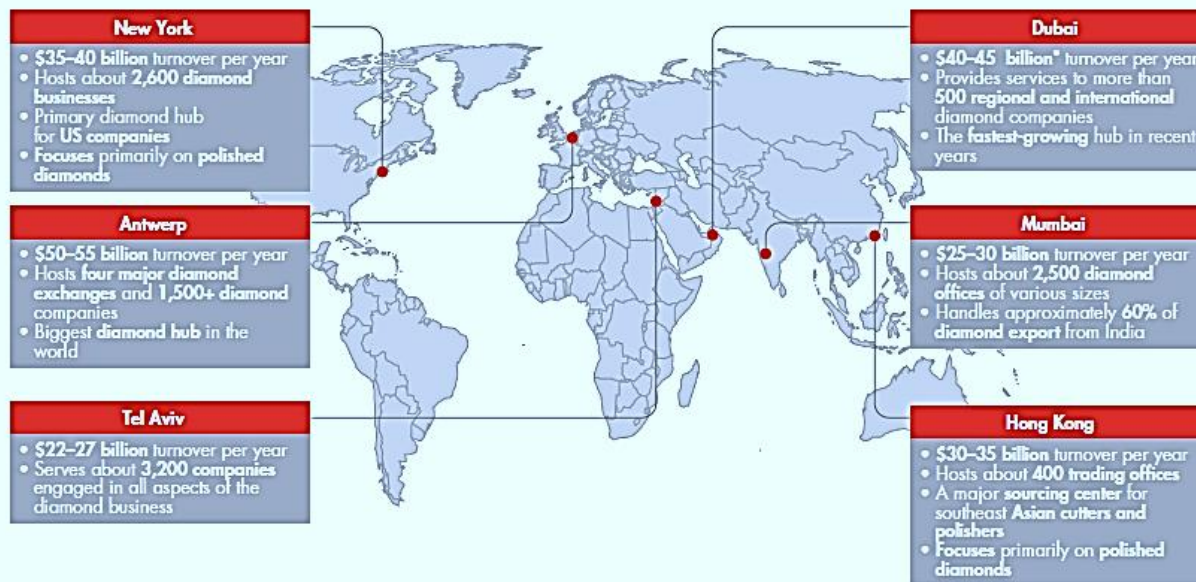 New York
• $35–40 billion turnover per year
• Hosts about 2,600 diamond
businesses
• Primary diamond hub
for US companies
• Focuses primarily on polished
diamonds
Antwerp
• $50–55 billion turnover per year
• Hosts four major diamond
exchanges and 1,500+ diamond
companies
• Biggest diamond hub in the
world
Tel Aviv
• $22–27 billion turnover per year
• Serves about 3,200 companies
engaged in all aspects of the
diamond business
Dubai
• $40–45 billion* turnover per year
• Provides services to more than
500 regional and international
diamond companies
• The fastest-growing hub in recent
years
Mumbai
• $25–30 billion turnover per year
• Hosts about 2,500 diamond
offices of various sizes
• Handles approximately 60% of
diamond export from India
Hong Kong
• $30–35 billion turnover per year
• Hosts about 400 trading offices
• A major sourcing center for
southeast Asian cutters and
polishers
• Focuses primarily on polished
diamonds